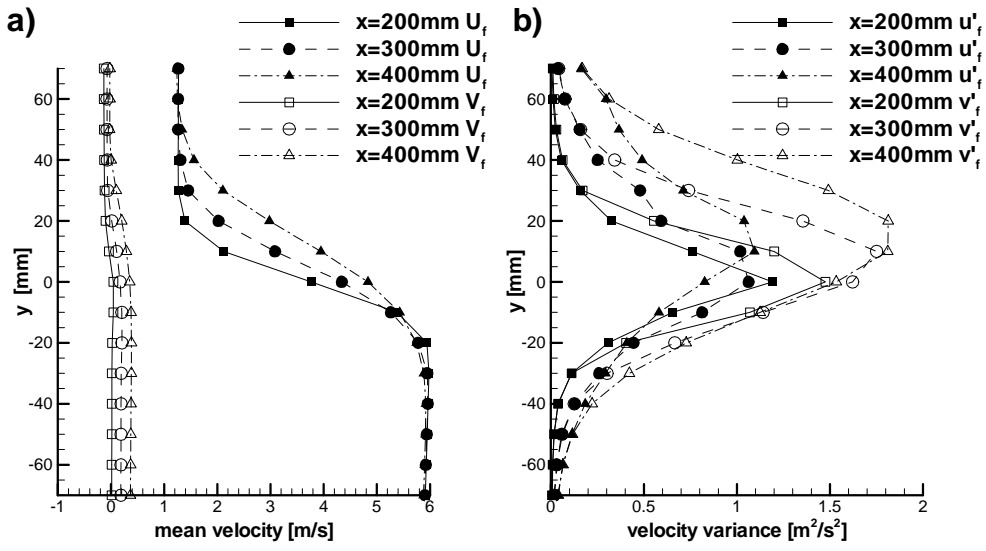 a)
x=200mm U_f
x=300mm U_f
x=400mm U_f
x=200mm V_f
x=300mm V_f
x=400mm V_f
y [mm]
60
40
20
0
-20
-40
-60
-1 0 1 2 3 4 5 6
mean velocity [m/s]
b)
x=200mm u'_f
x=300mm u'_f
x=400mm u'_f
x=200mm v'_f
x=300mm v'_f
x=400mm v'_f
y [mm]
60
40
20
0
-20
-40
-60
0 0.5 1 1.5 2
velocity variance [m²/s²]